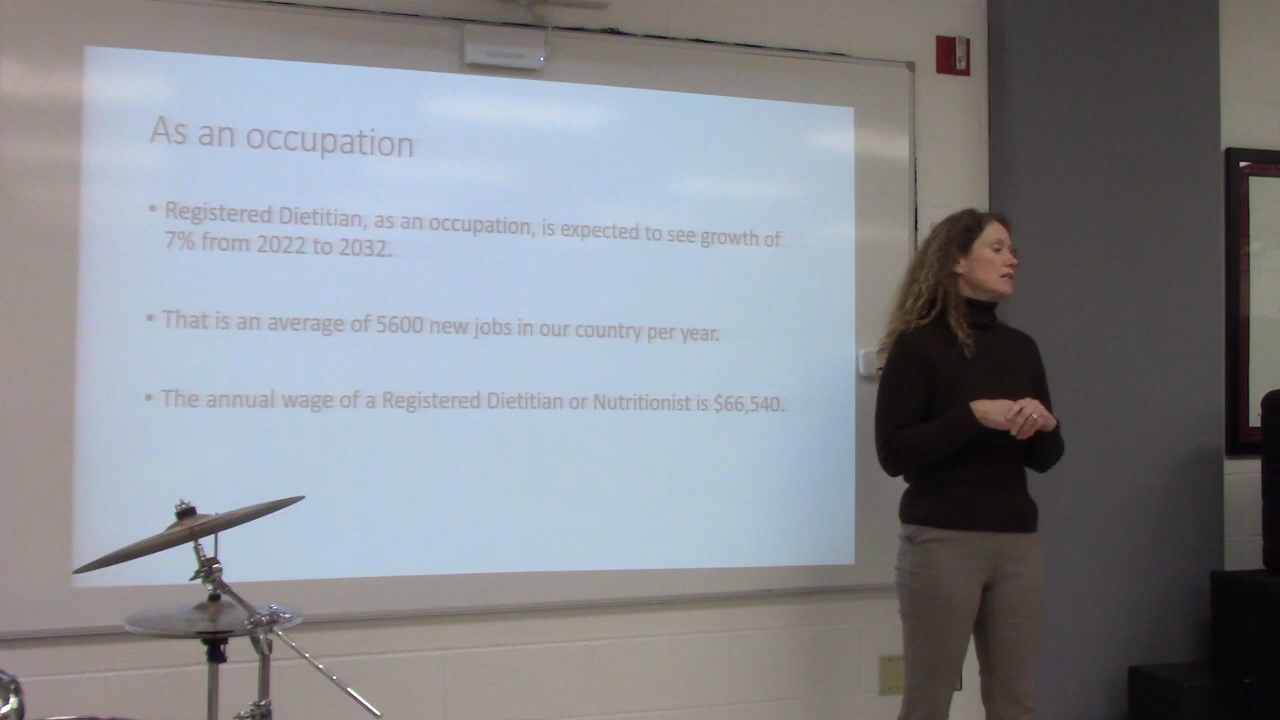 As an occupation
• Registered Dietitian, as an occupation, is expected to see growth of
7% from 2022 to 2032.
• That is an average of 5600 new jobs in our country per year.
• The annual wage of a Registered Dietitian or Nutritionist is $66,540.